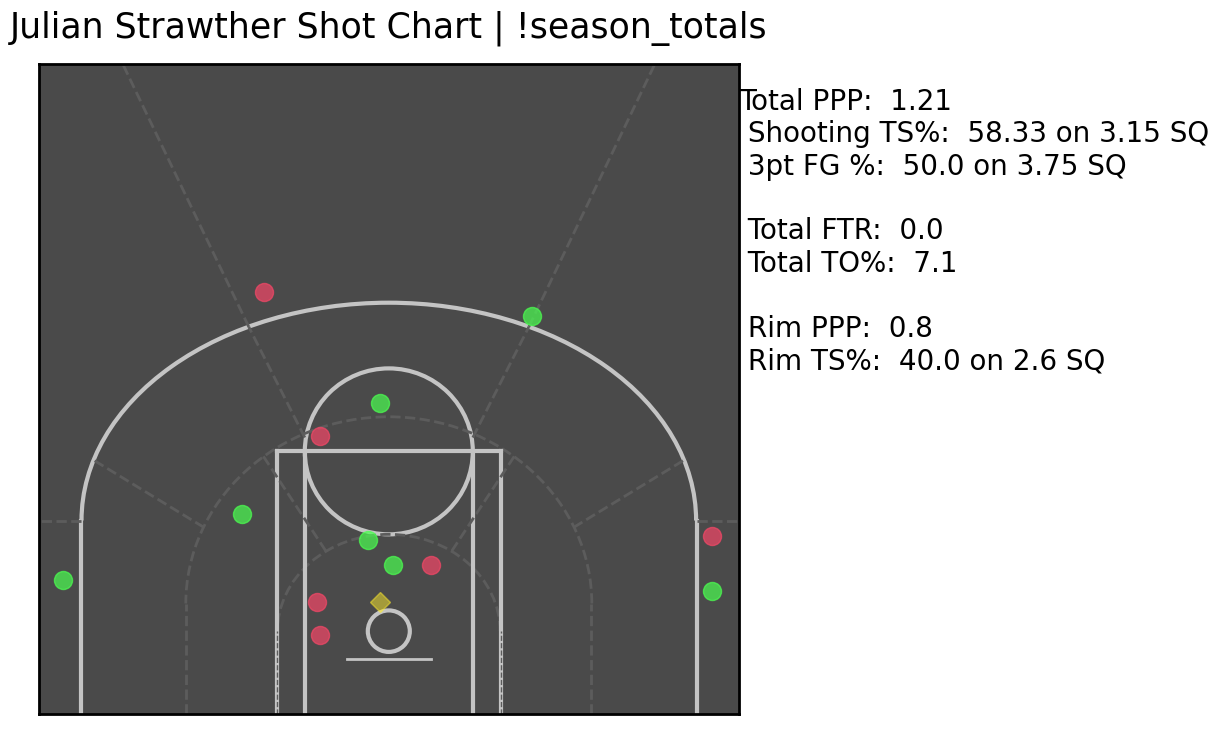 Julian Strawther Shot Chart | !season_totals
Total PPP: 1.21
Shooting TS%: 58.33 on 3.15 SQ
3pt FG %: 50.0 on 3.75 SQ
Total FTR: 0.0
Total TO%: 7.1
Rim PPP: 0.8
Rim TS%: 40.0 on 2.6 SQ